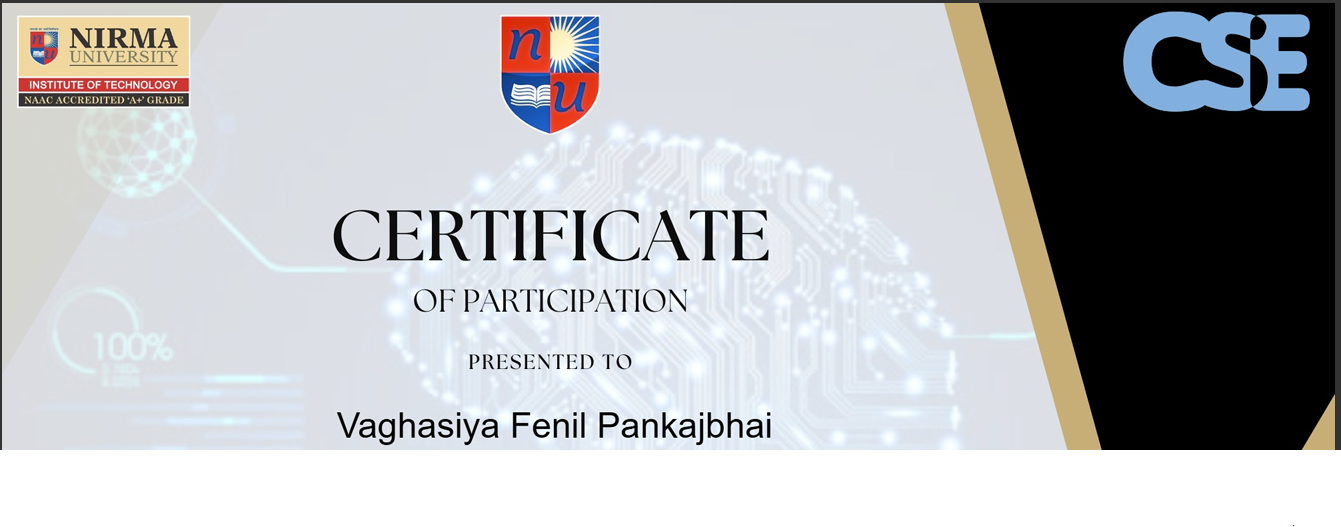 NIRMA
UNIVERSITY
INSTITUTE OF TECHNOLOGY
NAAC ACCREDITED 'A+' GRADE
n
u
CSE
CERTIFICATE
OF PARTICIPATION
PRESENTED TO
100%
Vaghasiya Fenil Pankajbhai